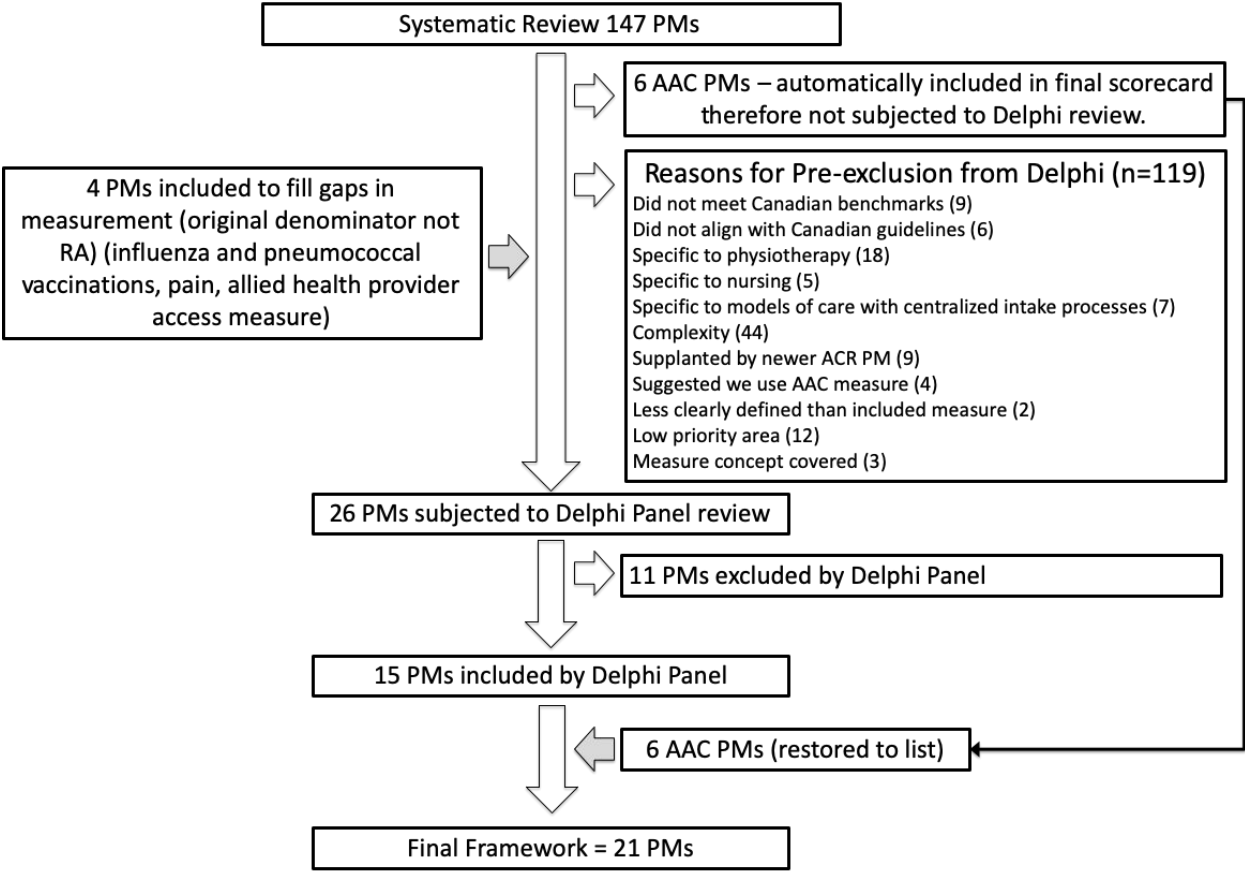 Systematic Review 147 PMs
6 AAC PMs – automatically included in final scorecard
therefore not subjected to Delphi review.
4 PMs included to fill gaps in
measurement (original denominator not
RA) (influenza and pneumococcal
vaccinations, pain, allied health provider
access measure)
Reasons for Pre-exclusion from Delphi (n=119)
Did not meet Canadian benchmarks (9)
Did not align with Canadian guidelines (6)
Specific to physiotherapy (18)
Specific to nursing (5)
Specific to models of care with centralized intake processes (7)
Complexity (44)
Supplanted by newer ACR PM (9)
Suggested we use AAC measure (4)
Less clearly defined than included measure (2)
Low priority area (12)
Measure concept covered (3)
26 PMs subjected to Delphi Panel review
11 PMs excluded by Delphi Panel
15 PMs included by Delphi Panel
6 AAC PMs (restored to list)
Final Framework = 21 PMs